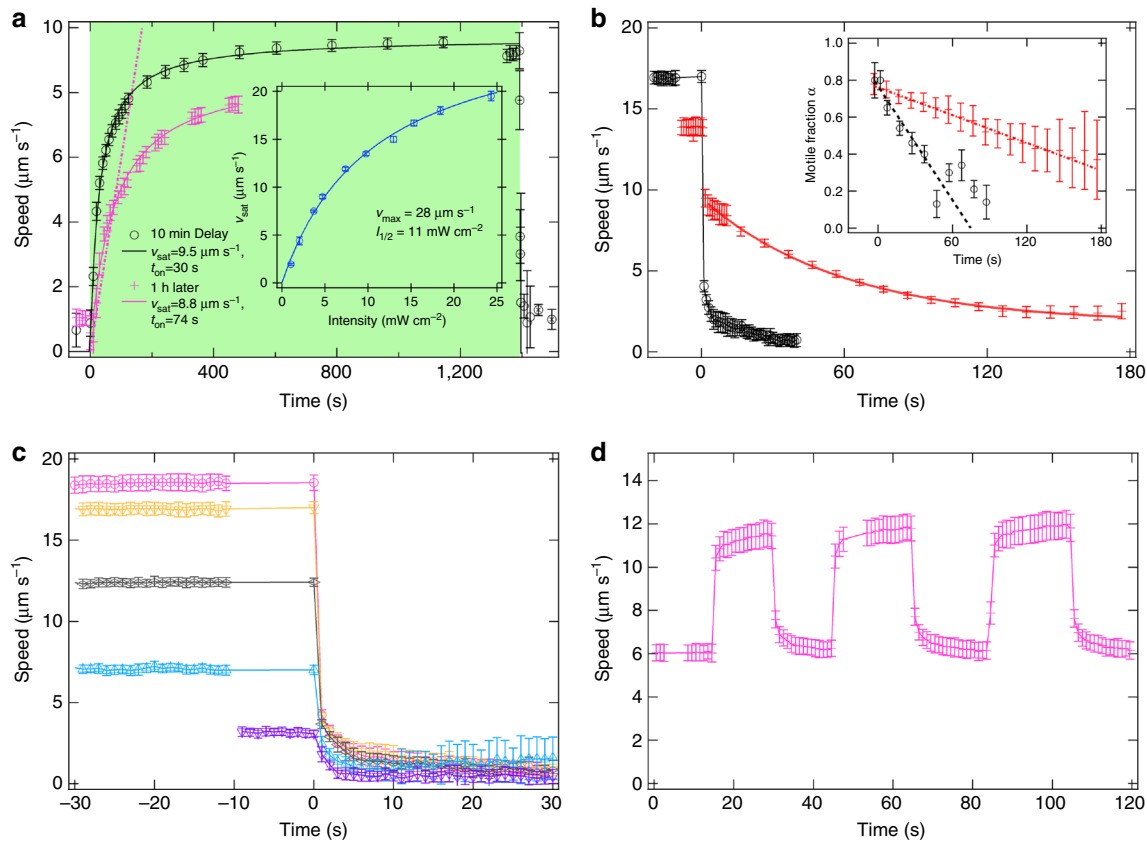 a
Speed (μm s⁻¹)
10
8
6
4
2
0
0
400
800
1,200
Time (s)
10 min Delay
vsat=9.5 μm s⁻¹,
ton=30 s
1 h later
vsat=8.8 μm s⁻¹,
ton=74 s
vsat (μm s⁻¹)
20
15
10
5
0
0
5
10
15
20
25
Intensity (mW cm⁻²)
vmax = 28 μm s⁻¹
I1/2 = 11 mW cm⁻²
b
Speed (μm s⁻¹)
20
15
10
5
0
0
60
120
180
Time (s)
Motile fraction α
1.0
0.8
0.6
0.4
0.2
0.0
0
60
120
180
Time (s)
c
Speed (μm s⁻¹)
20
15
10
5
0
−30
−20
−10
0
10
20
30
Time (s)
d
Speed (μm s⁻¹)
14
12
10
8
6
4
2
0
0
20
40
60
80
100
120
Time (s)